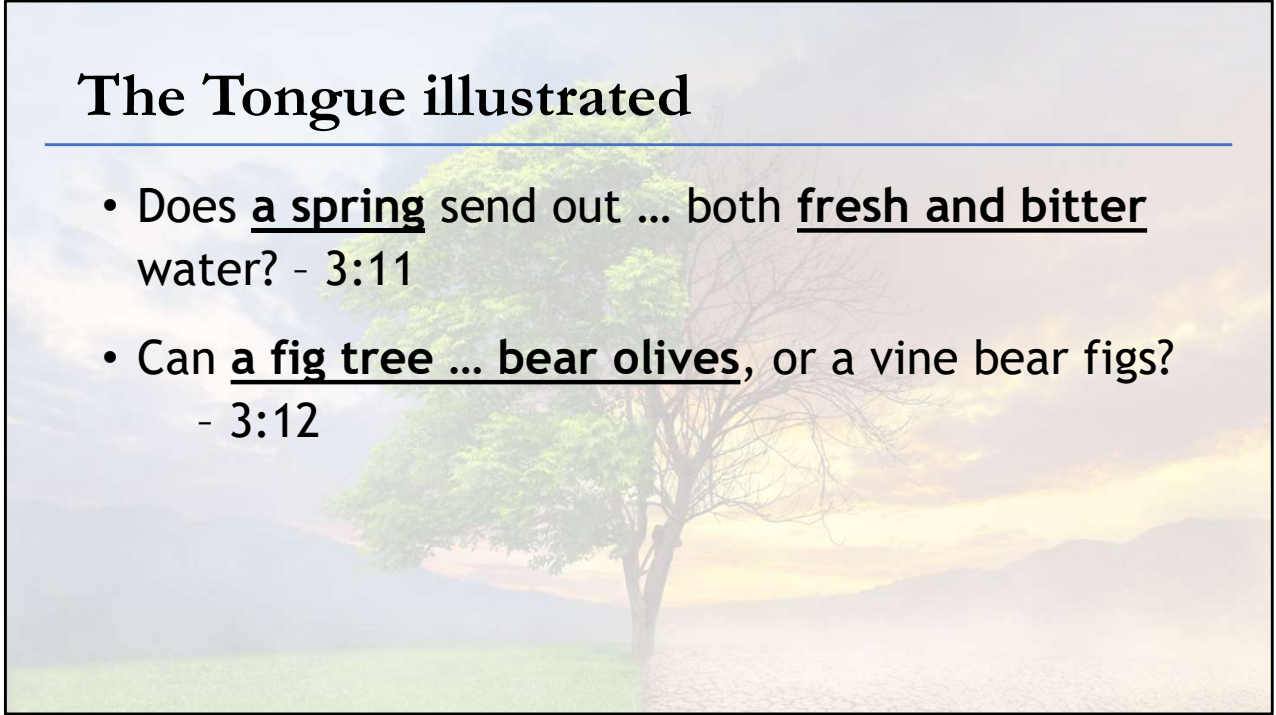 The Tongue illustrated
• Does a spring send out … both fresh and bitter
water? – 3:11
• Can a fig tree … bear olives, or a vine bear figs?
– 3:12